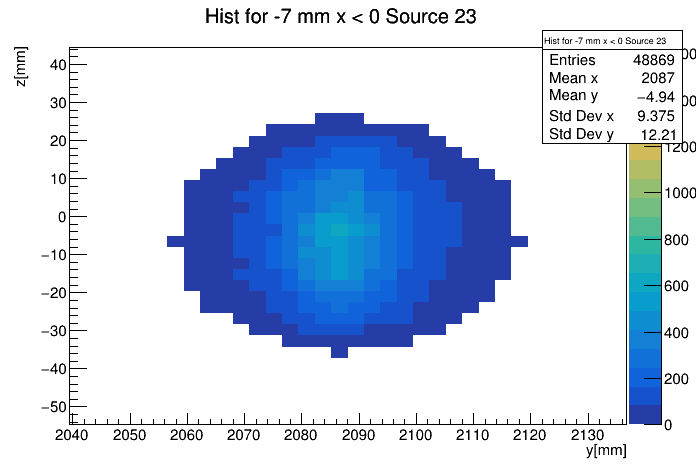 Hist for -7 mm x < 0 Source 23
z[mm]
Hist for -7 mm x < 0 Source 23
Entries 48869
Mean x 2087
Mean y −4.94
Std Dev x 9.375
Std Dev y 12.21
40
30
20
10
0
−10
−20
−30
−40
−50
2040 2050 2060 2070 2080 2090 2100 2110 2120 2130
y[mm]
1200
1000
800
600
400
200
0